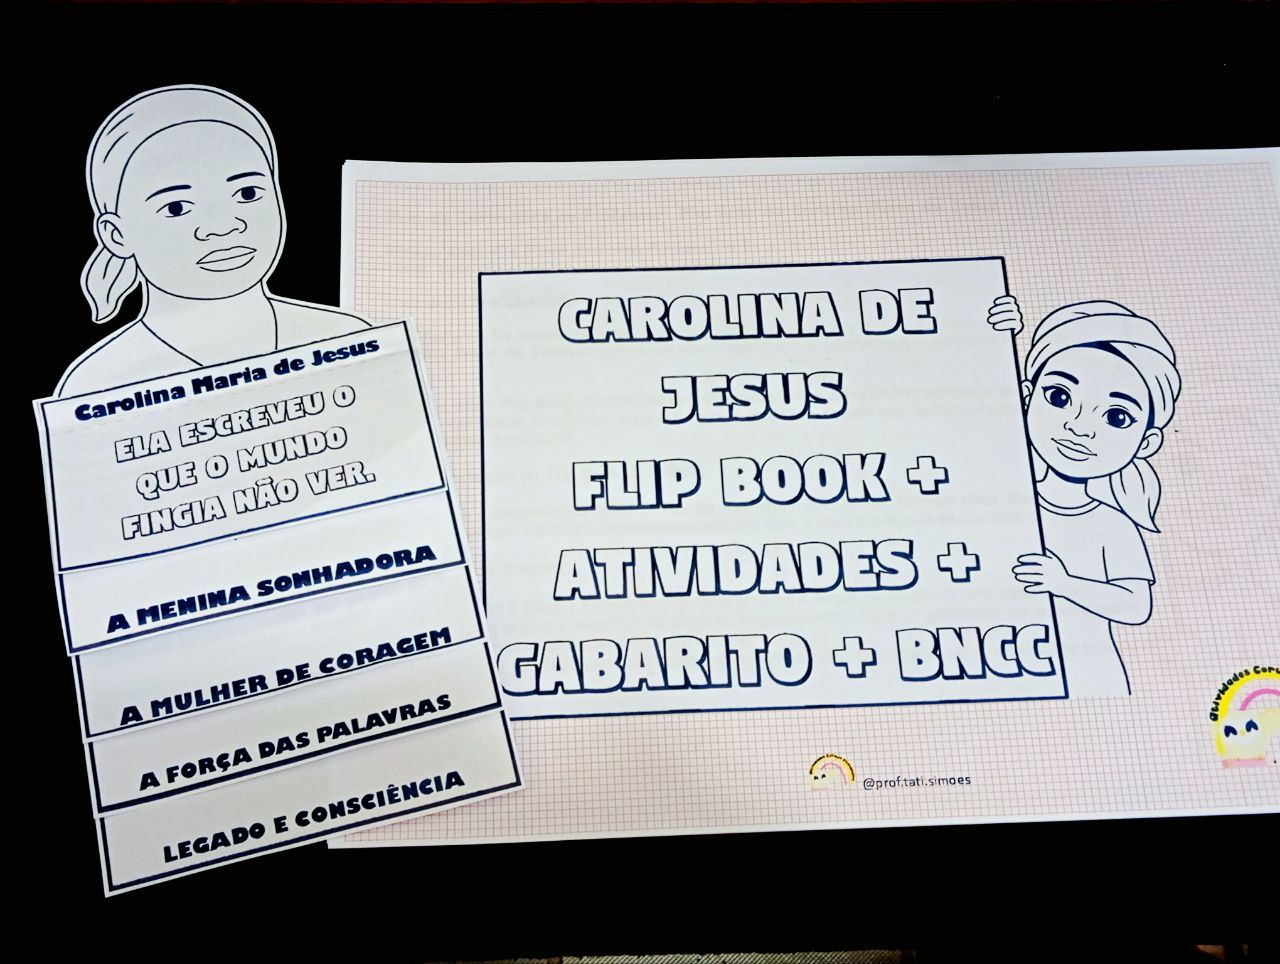 Carolina Maria de Jesus
ELA ESCREVEU O
QUE O MUNDO
FINGIA NÃO VER.
A MENINA SONHADORA
A MULHER DE CORAGEM
A FORÇA DAS PALAVRAS
LEGADO E CONSCIÊNCIA
CAROLINA DE
JESUS
FLIP BOOK +
ATIVIDADES +
GABARITO + BNCC
@prof.tati.simoes
Atividades